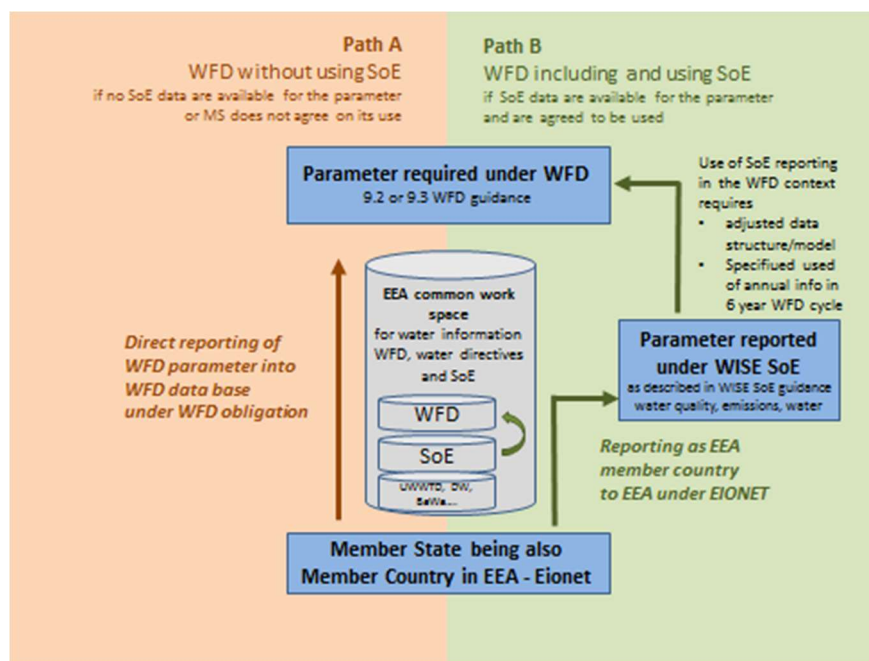 Path A
WFD without using SoE
if no SoE data are available for the parameter
or MS does not agree on its use
Path B
WFD including and using SoE
if SoE data are available for the parameter
and are agreed to be used
Parameter required under WFD
9.2 or 9.3 WFD guidance
Use of SoE reporting
in the WFD context
requires
• adjusted data
structure/model
• Specifiued used
of annual info in
6 year WFD cycle
EEA common work
space
for water information
WFD, water directives
and SoE
WFD
SoE
UWWTD, DW,
BaWa...
Direct reporting of
WFD parameter into
WFD data base
under WFD obligation
Parameter reported
under WISE SoE
as described in WISE SoE guidance
water quality, emissions, water
Reporting as EEA
member country
to EEA under EIONET
Member State being also
Member Country in EEA - Eionet